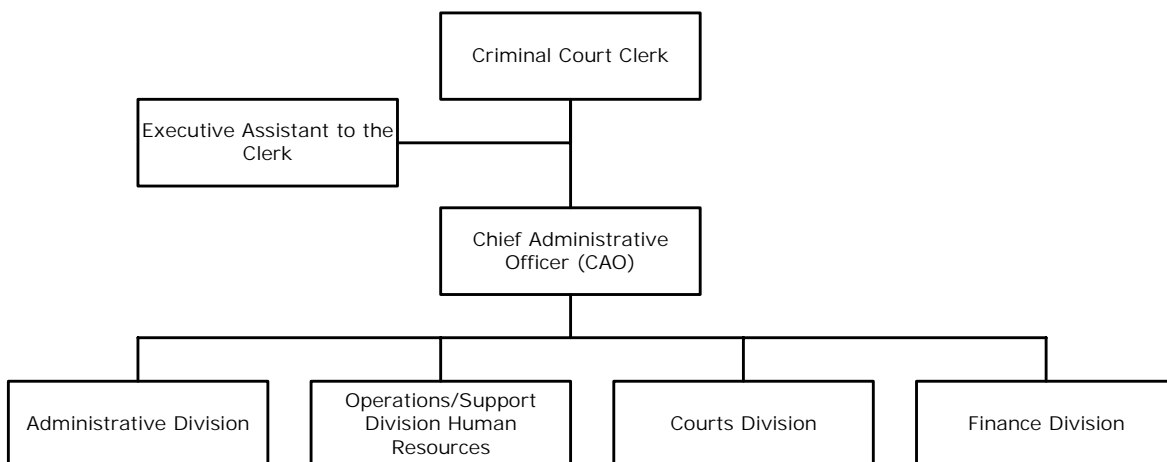 Criminal Court Clerk
Executive Assistant to the
Clerk
Chief Administrative
Officer (CAO)
Administrative Division
Operations/Support
Division Human
Resources
Courts Division
Finance Division